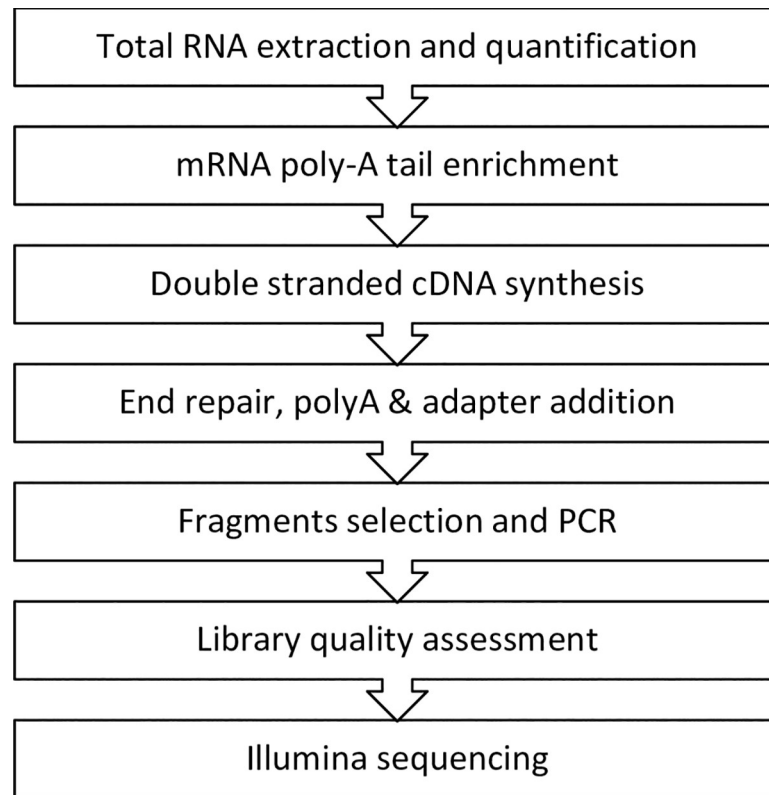 Total RNA extraction and quantification
mRNA poly-A tail enrichment
Double stranded cDNA synthesis
End repair, polyA & adapter addition
Fragments selection and PCR
Library quality assessment
Illumina sequencing